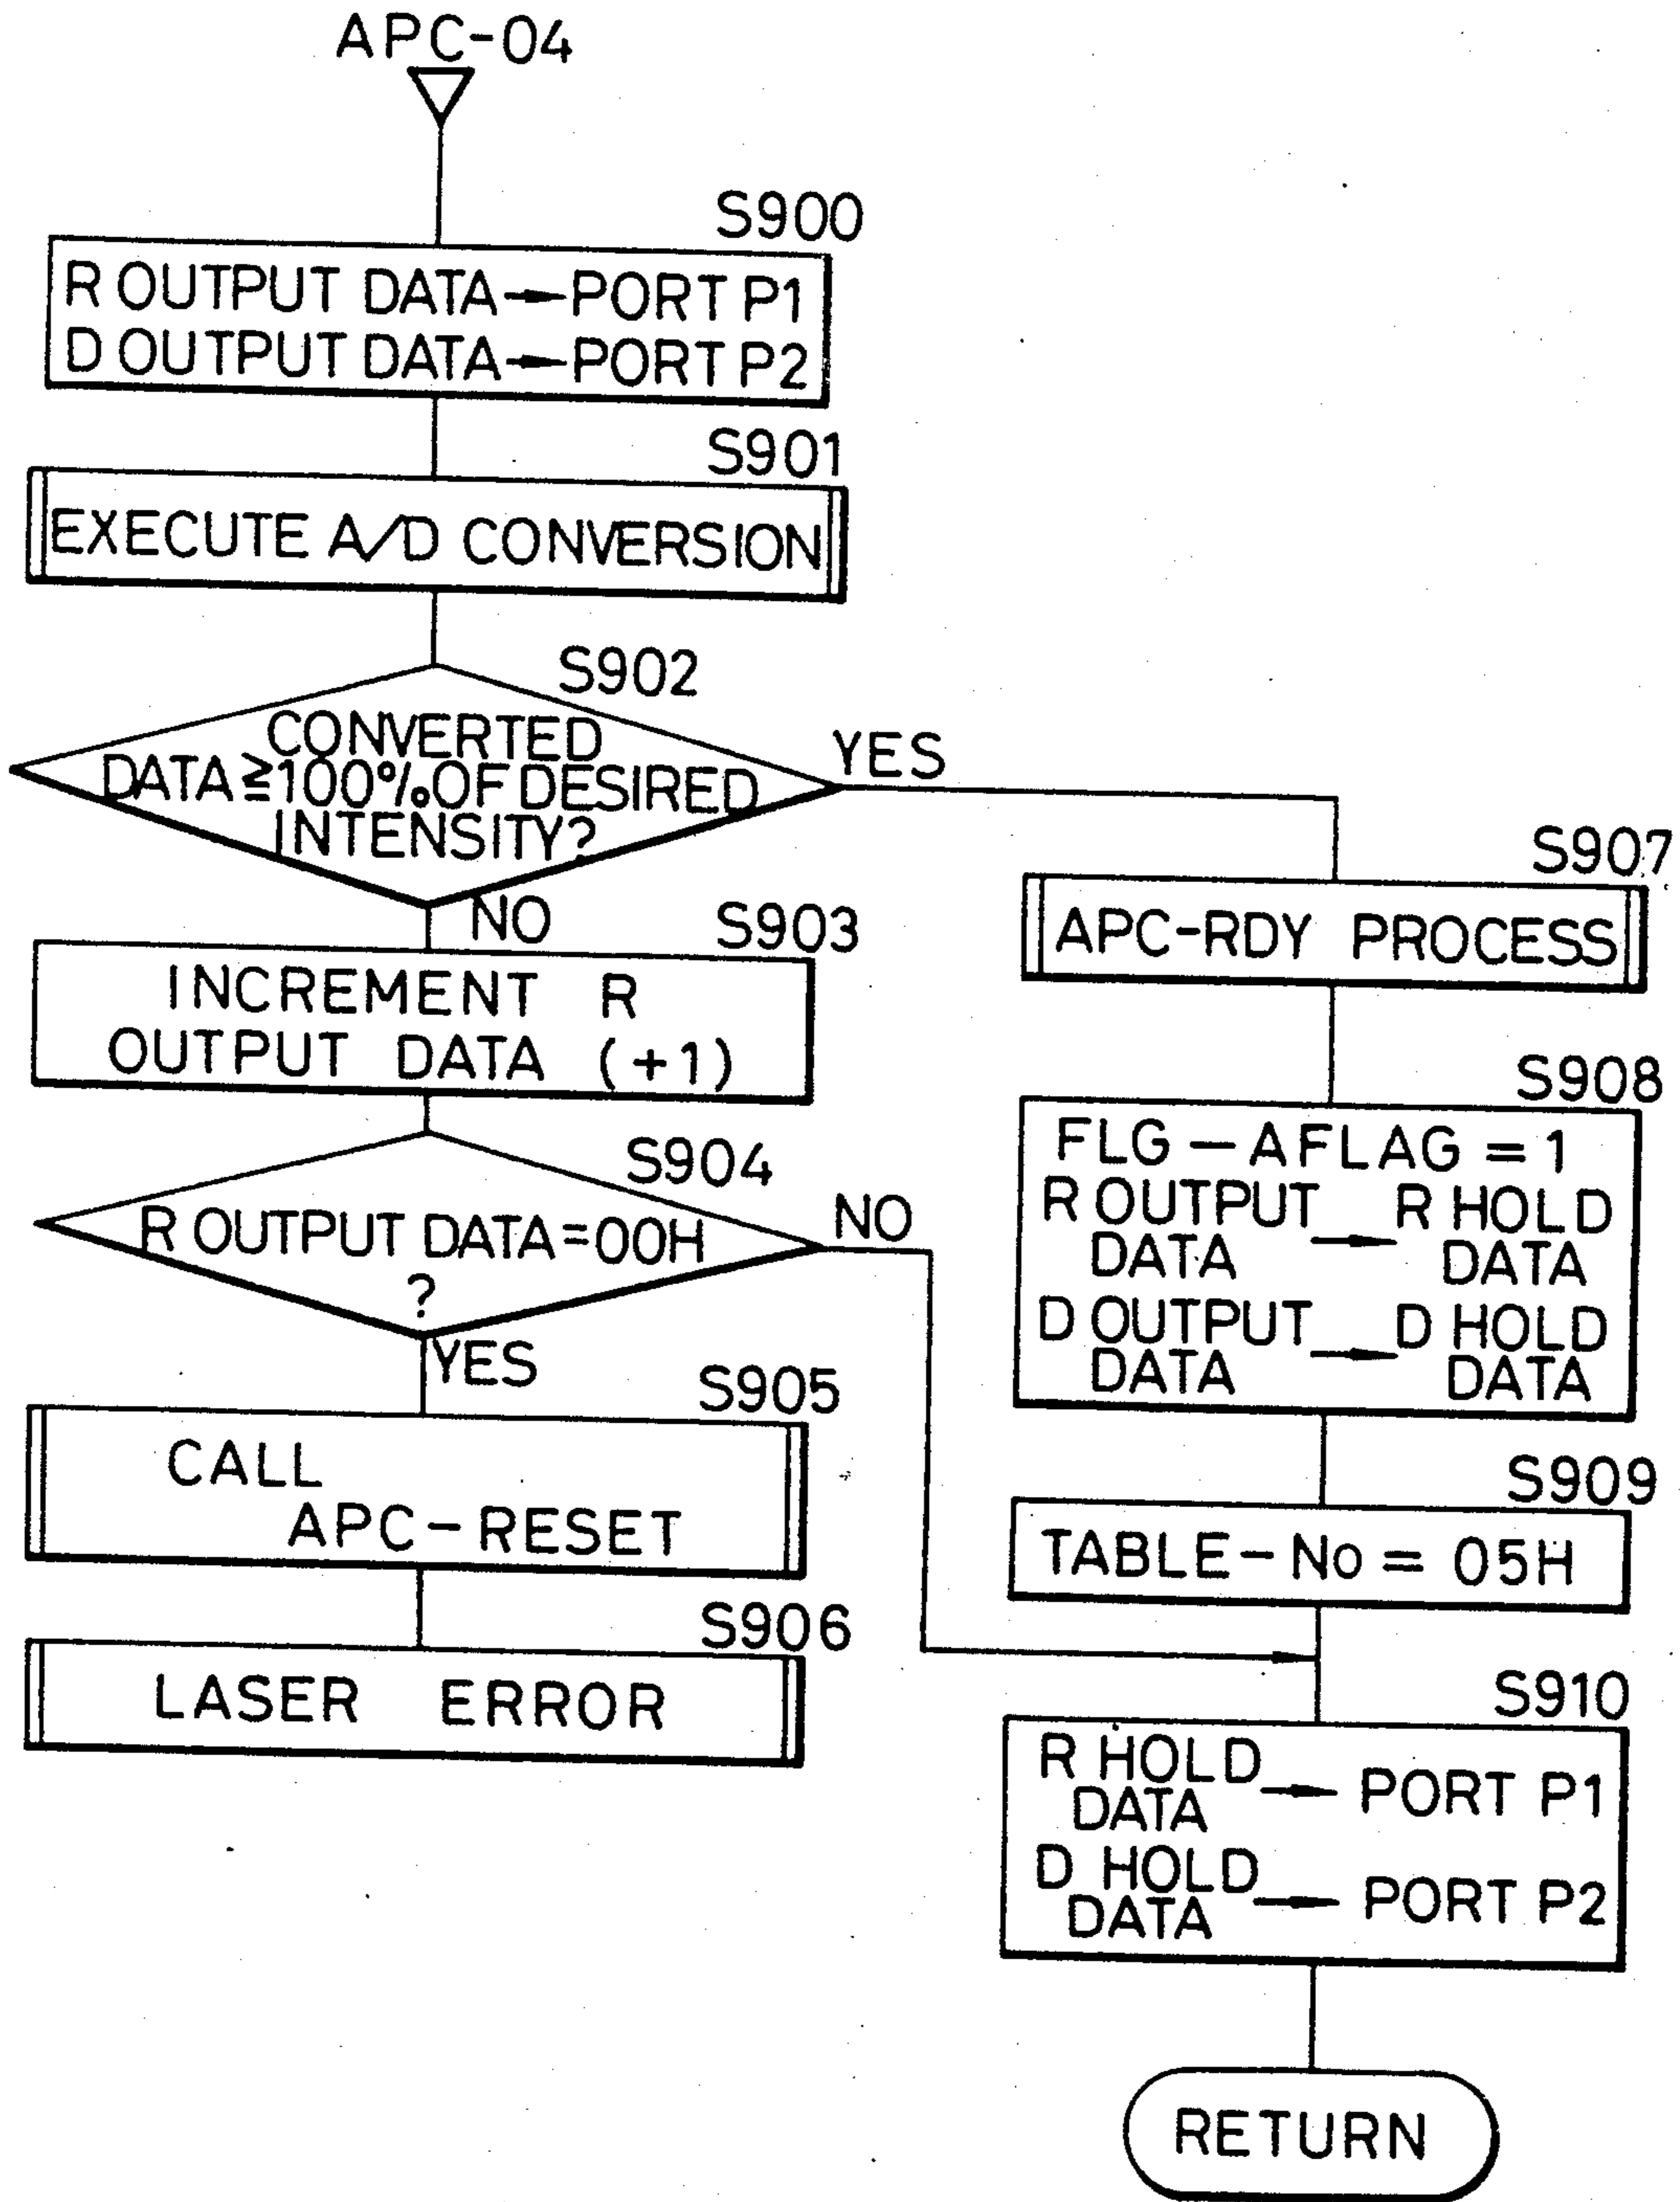 APC-04
S900
R OUTPUT DATA→PORT P1
D OUTPUT DATA→PORT P2
S901
EXECUTE A/D CONVERSION
S902
CONVERTED
DATA≧100% OF DESIRED
INTENSITY?
YES
NO
S903
INCREMENT R
OUTPUT DATA (+1)
S904
R OUTPUT DATA=00H
?
NO
YES
S905
CALL
APC-RESET
S906
LASER ERROR
S907
APC-RDY PROCESS
S908
FLG-AFLAG=1
R OUTPUT DATA → R HOLD DATA
D OUTPUT DATA → D HOLD DATA
S909
TABLE-No=05H
S910
R HOLD DATA → PORT P1
D HOLD DATA → PORT P2
RETURN